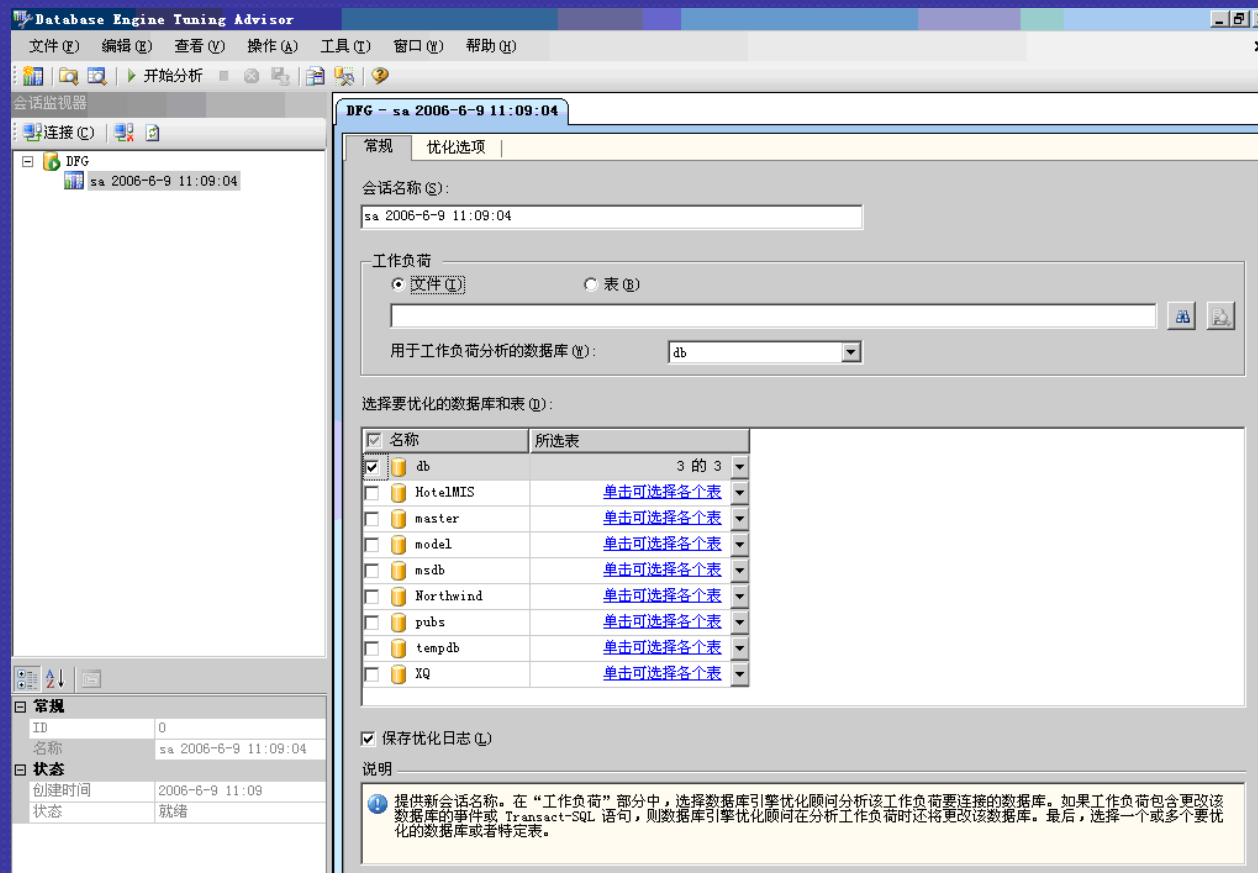 Database Engine Tuning Advisor
文件(F) 编辑(E) 查看(V) 操作(A) 工具(T) 窗口(W) 帮助(H)
开始分析
会话监视器
连接(C)
DFG
sa 2006-6-9 11:09:04
DFG - sa 2006-6-9 11:09:04
常规 优化选项
会话名称(S):
sa 2006-6-9 11:09:04
工作负荷
文件(I) 表(B)
用于工作负荷分析的数据库(W): db
选择要优化的数据库和表(D):
名称 所选表
db 3 的 3
HotelMIS 单击可选择各个表
master 单击可选择各个表
model 单击可选择各个表
msdb 单击可选择各个表
Northwind 单击可选择各个表
pubs 单击可选择各个表
tempdb 单击可选择各个表
XQ 单击可选择各个表
保存优化日志(L)
说明
提供新会话名称。在“工作负荷”部分中，选择数据库引擎优化顾问分析该工作负荷要连接的数据库。如果工作负荷包含更改该
数据库的事件或 Transact-SQL 语句，则数据库引擎优化顾问在分析工作负荷时还将更改该数据库。最后，选择一个或多个要优
化的数据库或者特定表。
常规
ID 0
名称 sa 2006-6-9 11:09:04
状态
创建时间 2006-6-9 11:09
状态 就绪